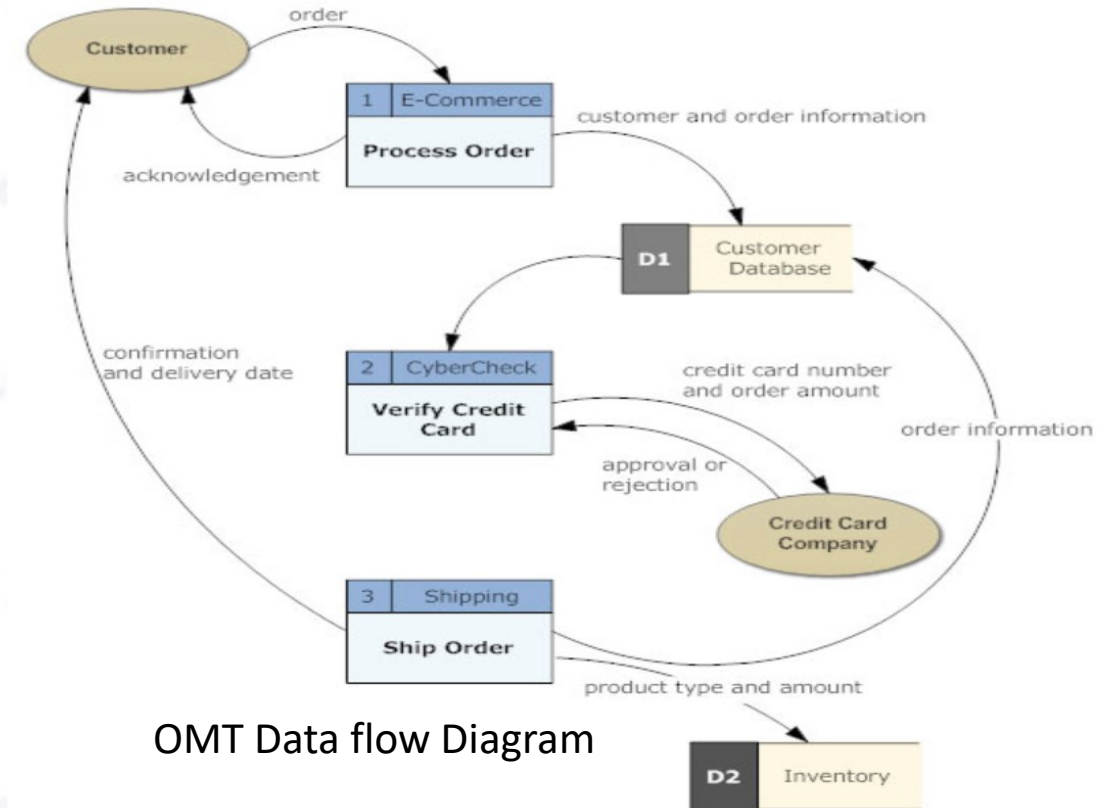 order
Customer
1 E-Commerce
customer and order information
Process Order
acknowledgement
D1
Customer
Database
confirmation
and delivery date
2 CyberCheck
credit card number
and order amount
Verify Credit
Card
order information
approval or
rejection
Credit Card
Company
3 Shipping
Ship Order
product type and amount
OMT Data flow Diagram
D2 Inventory